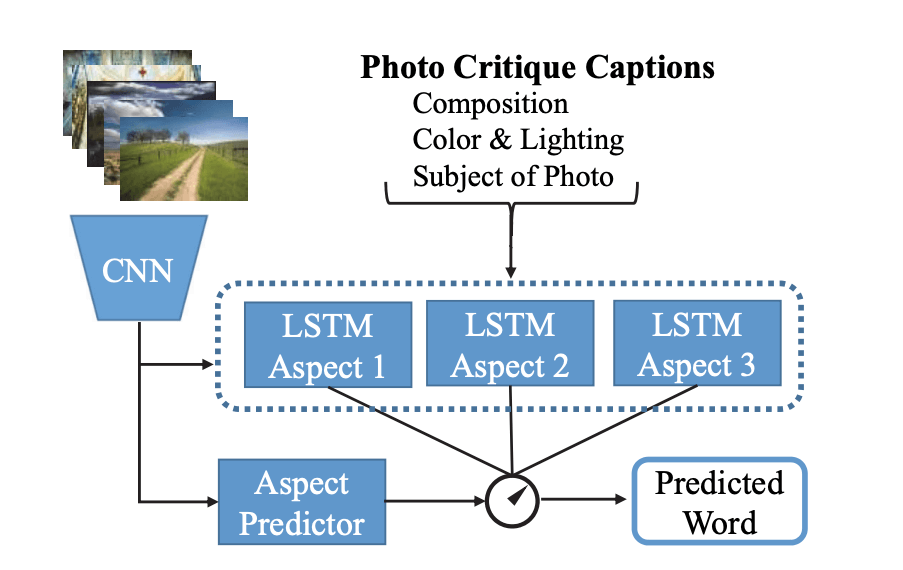 Photo Critique Captions
Composition
Color & Lighting
Subject of Photo
CNN
LSTM
Aspect 1
LSTM
Aspect 2
LSTM
Aspect 3
Aspect
Predictor
Predicted
Word